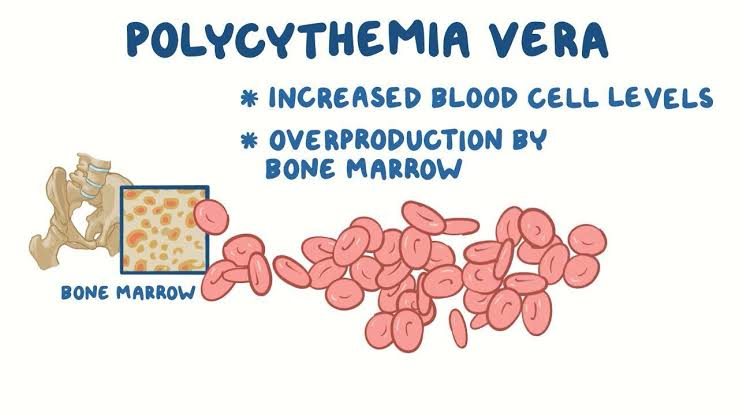 POLYCYTHEMIA VERA
* INCREASED BLOOD CELL LEVELS
* OVERPRODUCTION BY
BONE MARROW
BONE MARROW